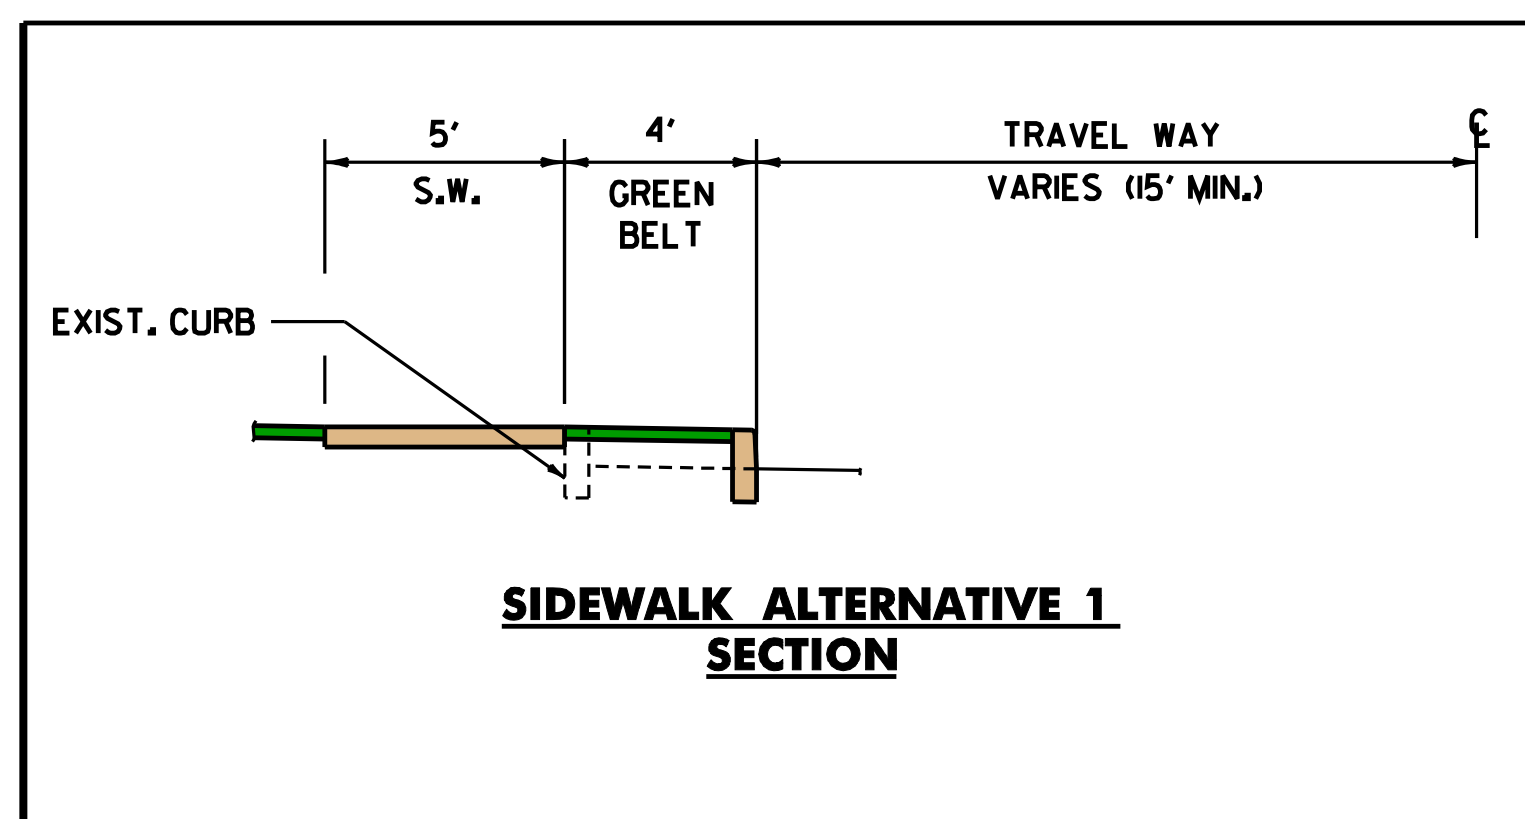 5' 4' TRAVEL WAY ℄
S.W. GREEN BELT VARIES (15' MIN.)
EXIST. CURB
SIDEWALK ALTERNATIVE 1
SECTION